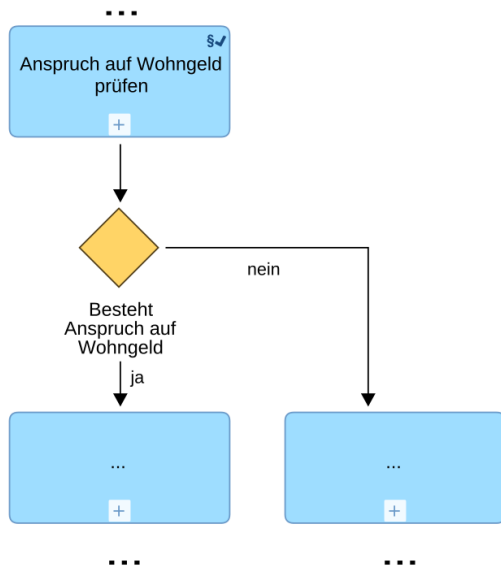 ...
§✓
Anspruch auf Wohngeld
prüfen
+
nein
Besteht
Anspruch auf
Wohngeld
ja
...
...
+
+
...
...